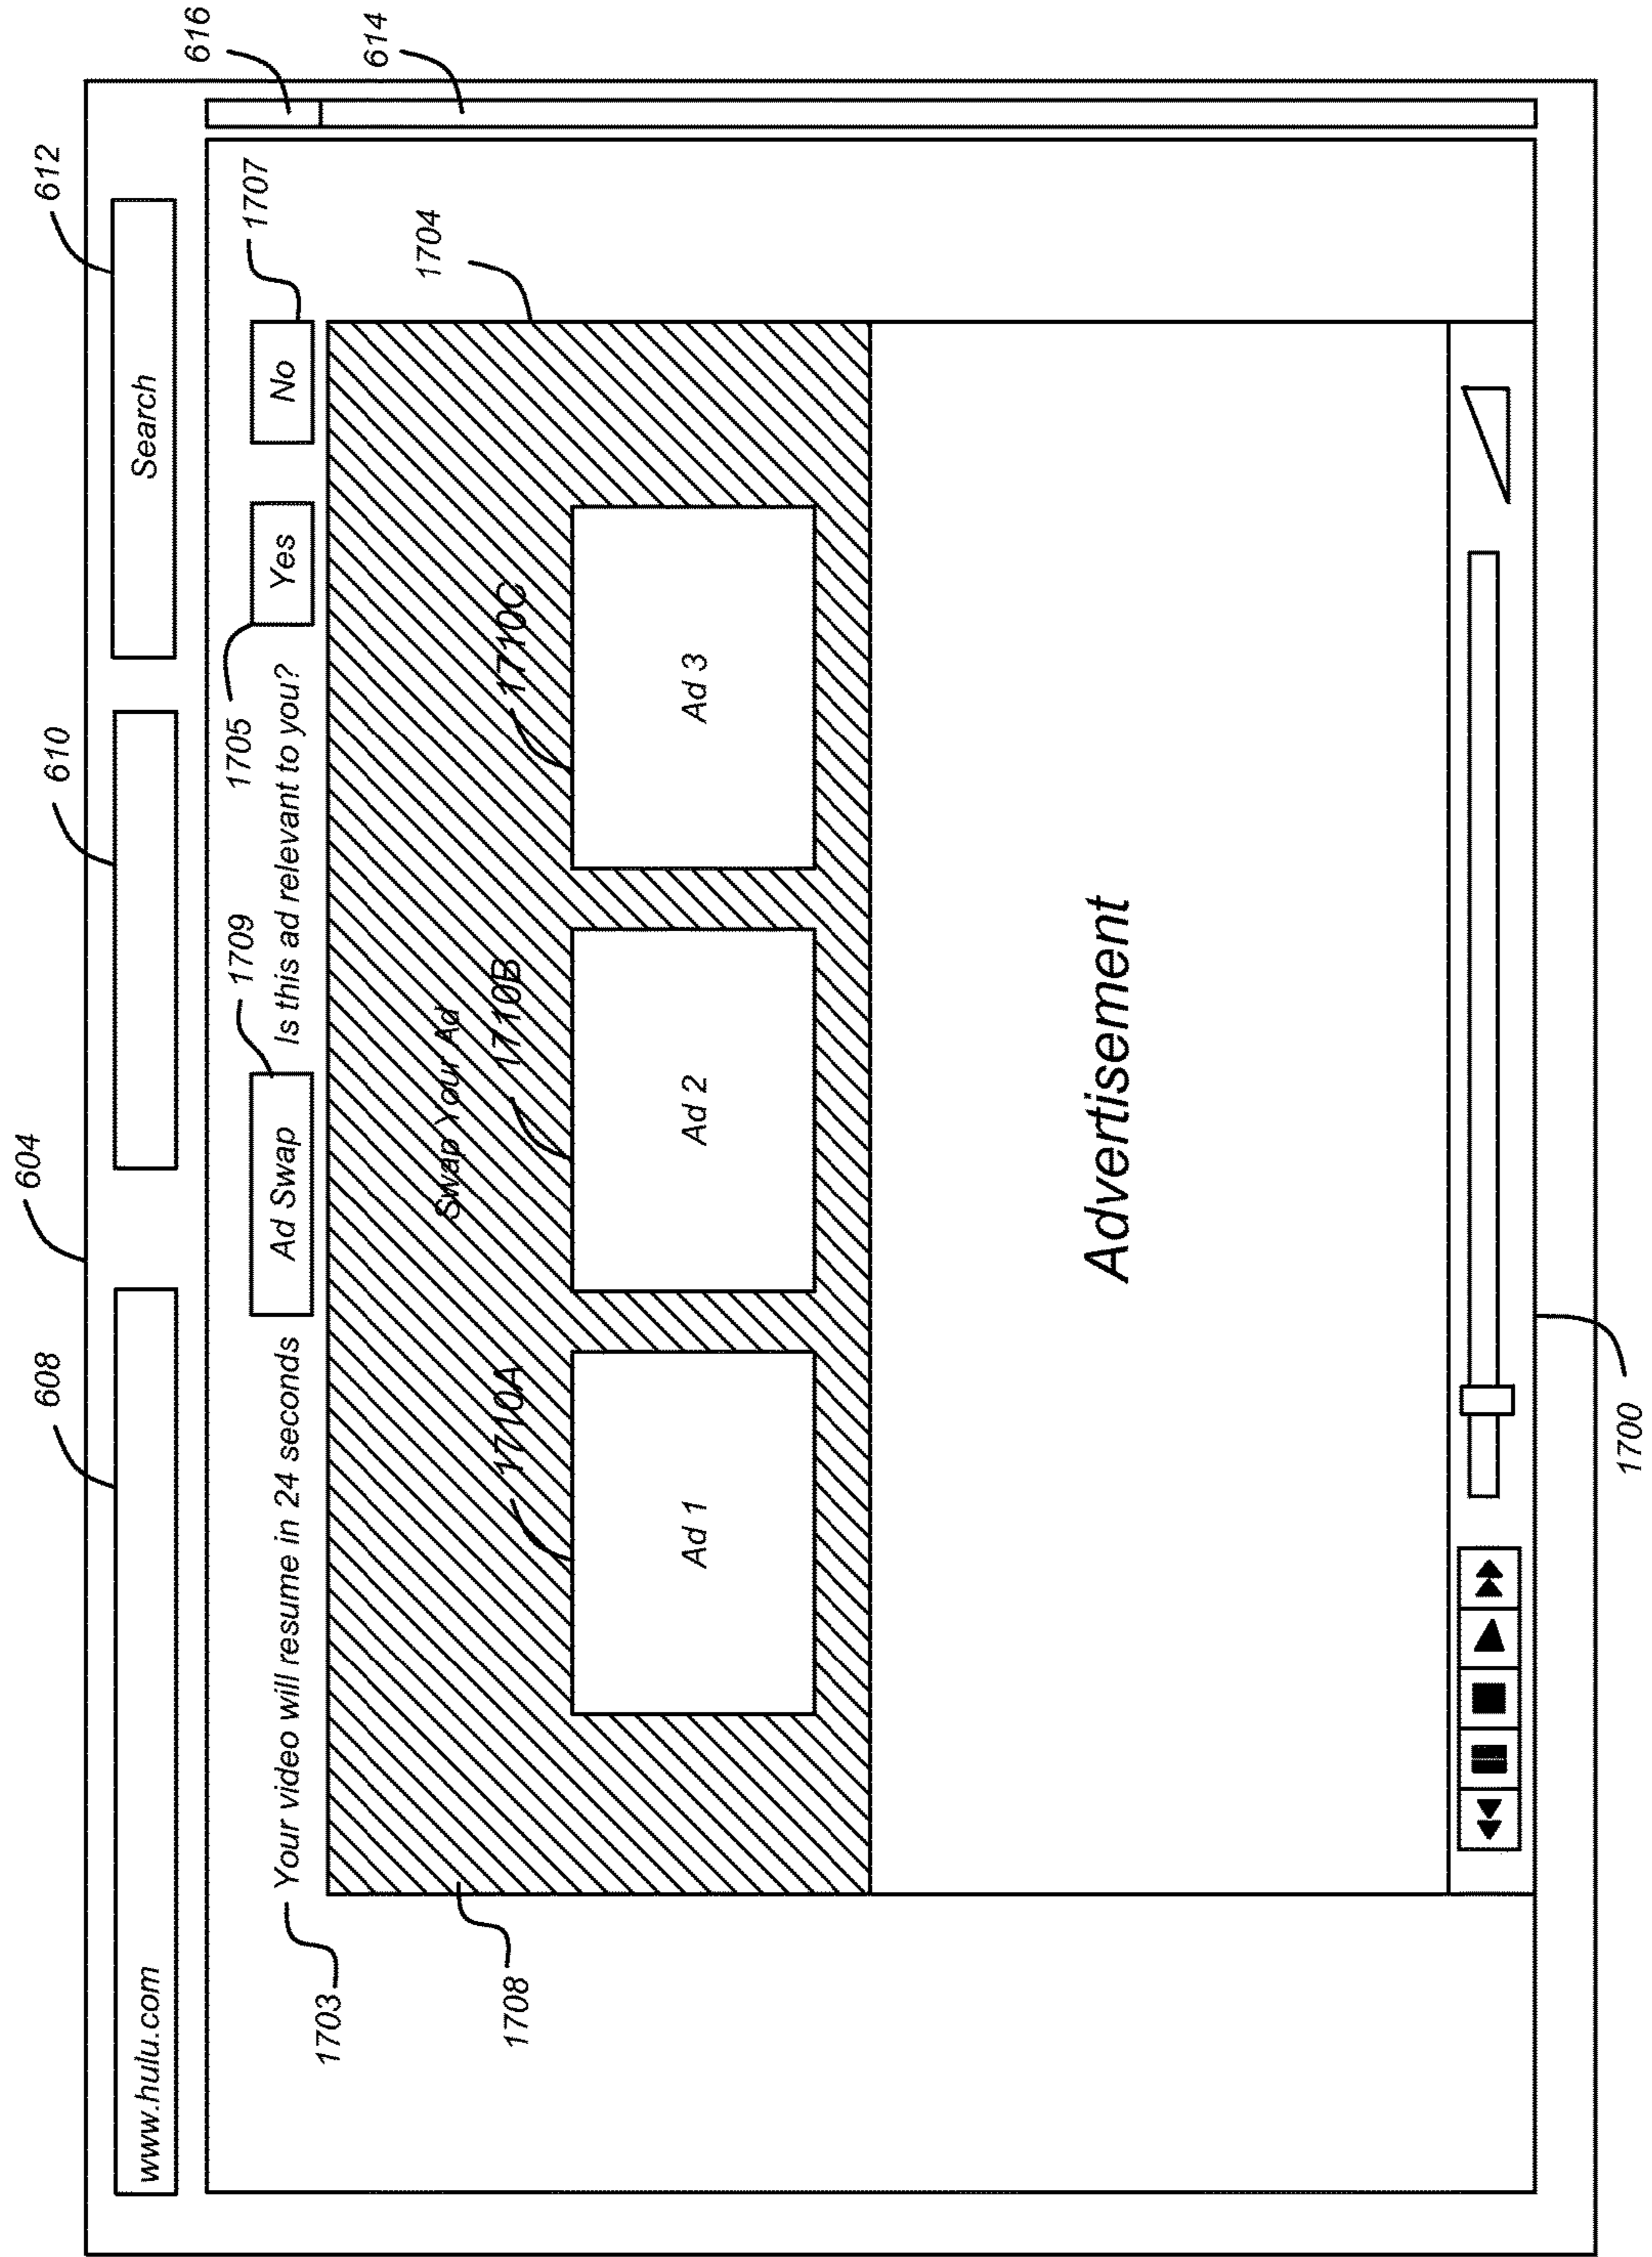 604
608
610
612
616
www.hulu.com
Search
614
1703
Your video will resume in 24 seconds
Ad Swap
1709
Is this ad relevant to you?
1705
Yes
No
1707
1708
Swap Your Ad
1704
1710A
1710B
1710C
Ad 1
Ad 2
Ad 3
Advertisement
1700